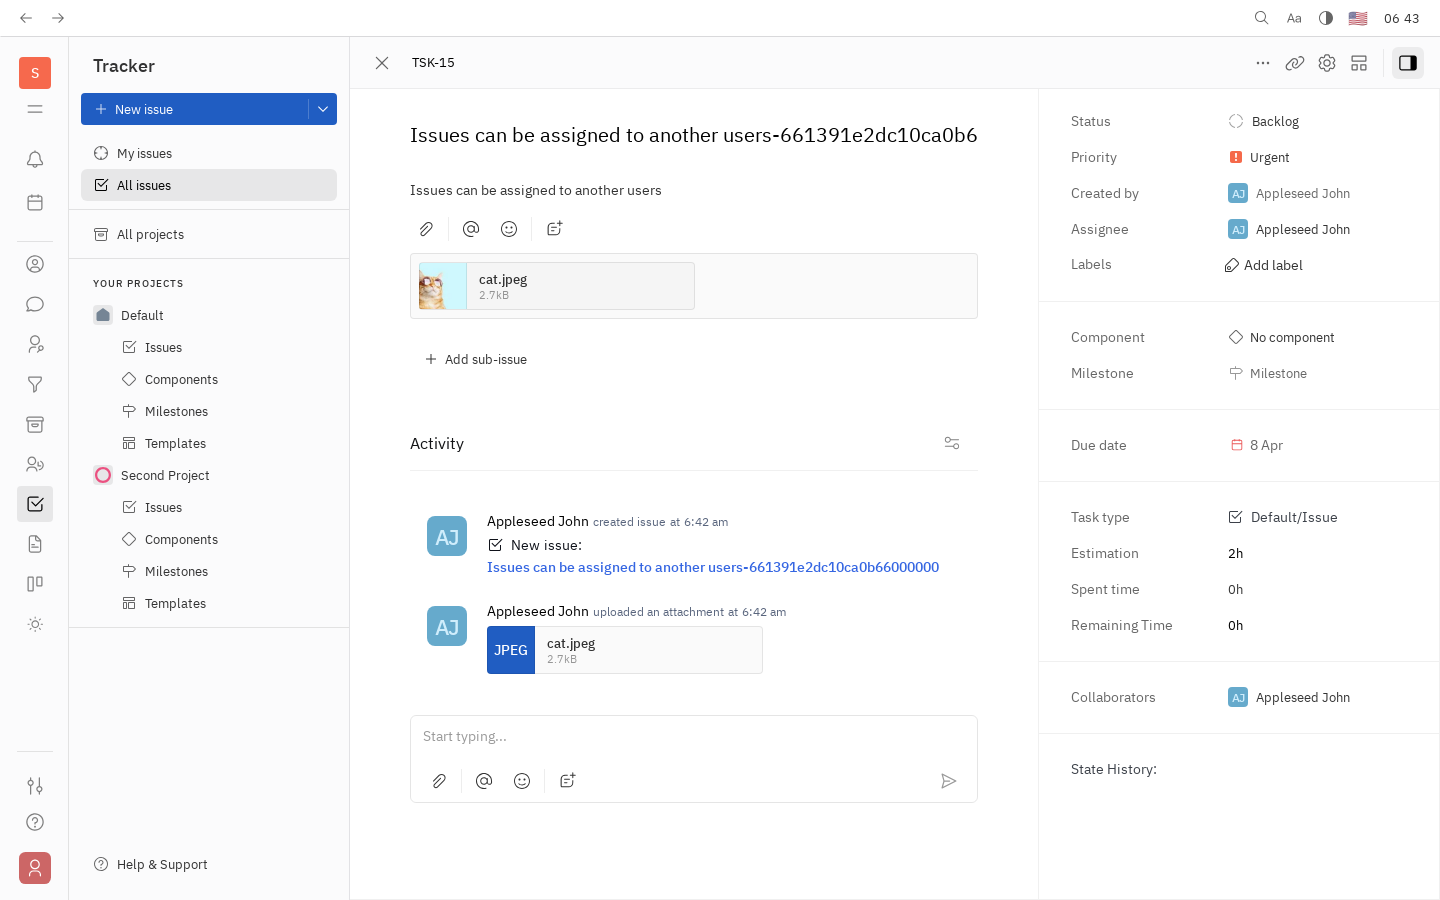 Aa
06 43
S
Tracker
New issue
My issues
All issues
All projects
YOUR PROJECTS
Default
Issues
Components
Milestones
Templates
Second Project
Issues
Components
Milestones
Templates
Help & Support
TSK-15
Issues can be assigned to another users-661391e2dc10ca0b6
Issues can be assigned to another users
cat.jpeg
2.7kB
Add sub-issue
Activity
AJ
Appleseed John created issue at 6:42 am
New issue:
Issues can be assigned to another users-661391e2dc10ca0b66000000
AJ
Appleseed John uploaded an attachment at 6:42 am
JPEG
cat.jpeg
2.7kB
Start typing...
Status Backlog
Priority Urgent
Created by AJ Appleseed John
Assignee AJ Appleseed John
Labels Add label
Component No component
Milestone Milestone
Due date 8 Apr
Task type Default/Issue
Estimation 2h
Spent time 0h
Remaining Time 0h
Collaborators AJ Appleseed John
State History: